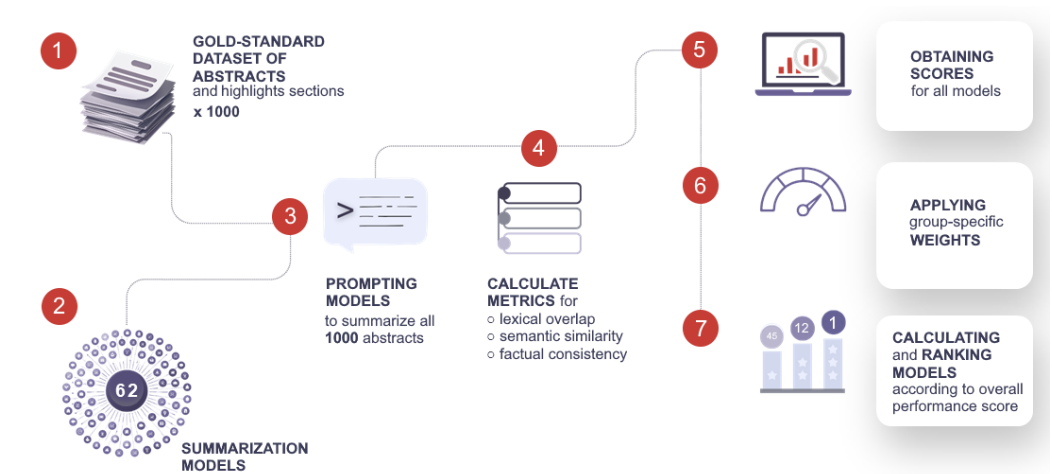 1
GOLD-STANDARD
DATASET OF
ABSTRACTS
and highlights sections
x 1000
2
62
SUMMARIZATION
MODELS
3
>
PROMPTING
MODELS
to summarize all
1000 abstracts
4
CALCULATE
METRICS for
○ lexical overlap
○ semantic similarity
○ factual consistency
5
OBTAINING
SCORES
for all models
6
APPLYING
group-specific
WEIGHTS
7
45 12 1
CALCULATING
and RANKING
MODELS
according to overall
performance score